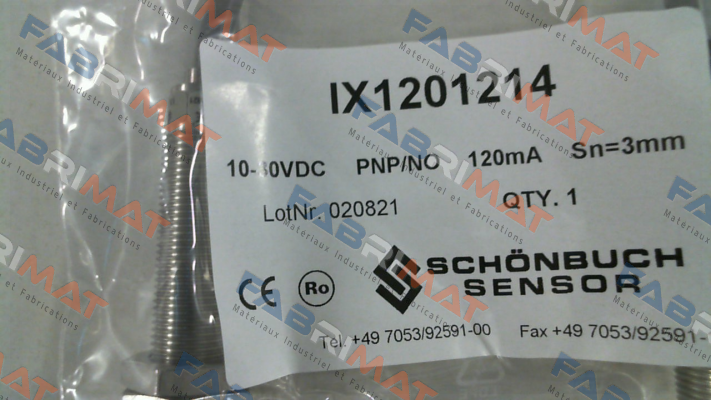 IX1201214
10-30VDC PNP/NO 120mA Sn=3mm
LotNr. 020821 QTY. 1
CE Ro
SCHÖNBUCH
SENSOR
Tel. +49 7053/92591-00 Fax +49 7053/92591-
FABRIMAT
Materiaux Industriel et Fabrications